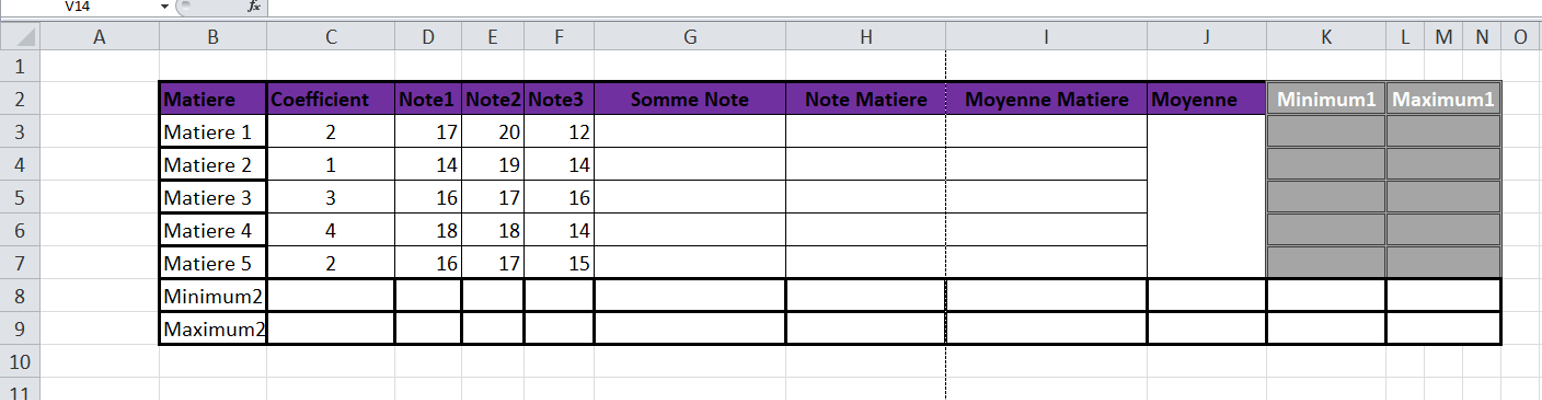 V14 fx
A B C D E F G H I J K L M N O
1
2 Matiere Coefficient Note1 Note2 Note3 Somme Note Note Matiere Moyenne Matiere Moyenne Minimum1 Maximum1
3 Matiere 1 2 17 20 12
4 Matiere 2 1 14 19 14
5 Matiere 3 3 16 17 16
6 Matiere 4 4 18 18 14
7 Matiere 5 2 16 17 15
8 Minimum2
9 Maximum2
10
11